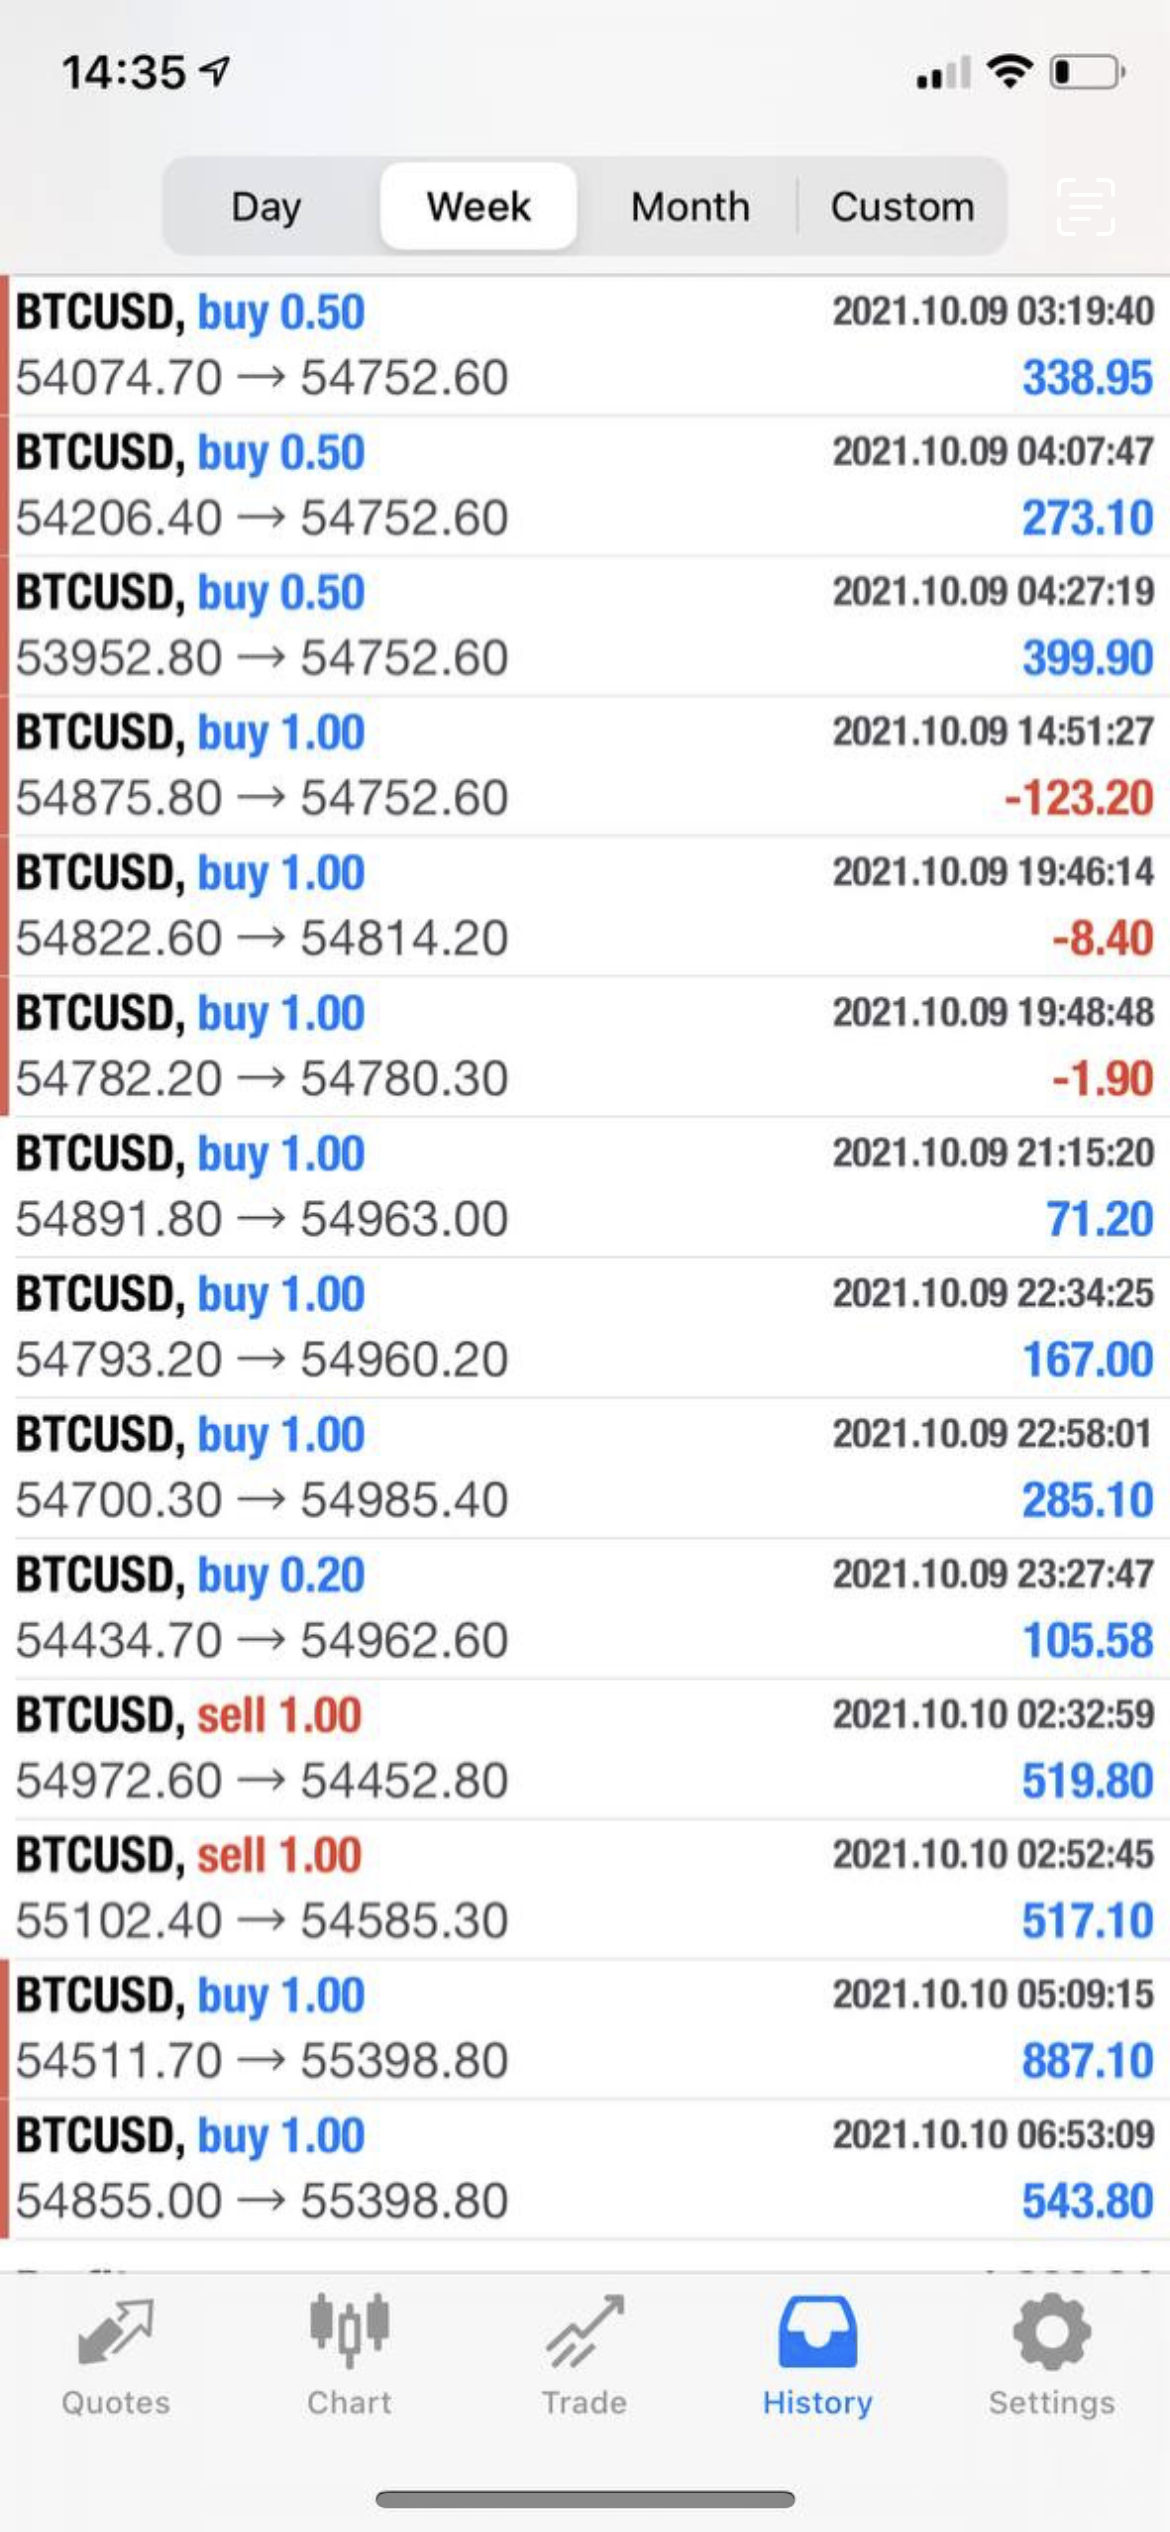 14:35
Day Week Month Custom
BTCUSD, buy 0.50 2021.10.09 03:19:40
54074.70 → 54752.60 338.95
BTCUSD, buy 0.50 2021.10.09 04:07:47
54206.40 → 54752.60 273.10
BTCUSD, buy 0.50 2021.10.09 04:27:19
53952.80 → 54752.60 399.90
BTCUSD, buy 1.00 2021.10.09 14:51:27
54875.80 → 54752.60 -123.20
BTCUSD, buy 1.00 2021.10.09 19:46:14
54822.60 → 54814.20 -8.40
BTCUSD, buy 1.00 2021.10.09 19:48:48
54782.20 → 54780.30 -1.90
BTCUSD, buy 1.00 2021.10.09 21:15:20
54891.80 → 54963.00 71.20
BTCUSD, buy 1.00 2021.10.09 22:34:25
54793.20 → 54960.20 167.00
BTCUSD, buy 1.00 2021.10.09 22:58:01
54700.30 → 54985.40 285.10
BTCUSD, buy 0.20 2021.10.09 23:27:47
54434.70 → 54962.60 105.58
BTCUSD, sell 1.00 2021.10.10 02:32:59
54972.60 → 54452.80 519.80
BTCUSD, sell 1.00 2021.10.10 02:52:45
55102.40 → 54585.30 517.10
BTCUSD, buy 1.00 2021.10.10 05:09:15
54511.70 → 55398.80 887.10
BTCUSD, buy 1.00 2021.10.10 06:53:09
54855.00 → 55398.80 543.80
Quotes Chart Trade History Settings